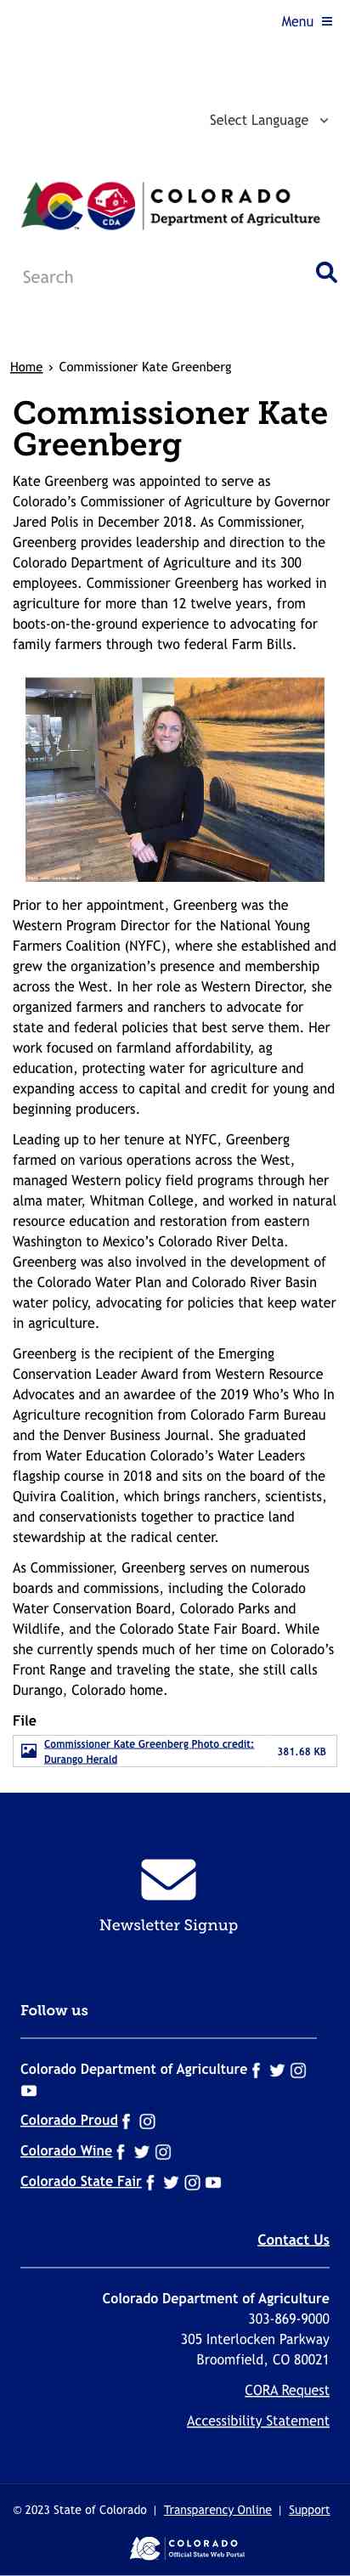 Menu
Select Language
COLORADO
Department of Agriculture
CDA
Search
Home › Commissioner Kate Greenberg
Commissioner Kate
Greenberg
Kate Greenberg was appointed to serve as
Colorado’s Commissioner of Agriculture by Governor
Jared Polis in December 2018. As Commissioner,
Greenberg provides leadership and direction to the
Colorado Department of Agriculture and its 300
employees. Commissioner Greenberg has worked in
agriculture for more than 12 twelve years, from
boots-on-the-ground experience to advocating for
family farmers through two federal Farm Bills.
Prior to her appointment, Greenberg was the
Western Program Director for the National Young
Farmers Coalition (NYFC), where she established and
grew the organization’s presence and membership
across the West. In her role as Western Director, she
organized farmers and ranchers to advocate for
state and federal policies that best serve them. Her
work focused on farmland affordability, ag
education, protecting water for agriculture and
expanding access to capital and credit for young and
beginning producers.
Leading up to her tenure at NYFC, Greenberg
farmed on various operations across the West,
managed Western policy field programs through her
alma mater, Whitman College, and worked in natural
resource education and restoration from eastern
Washington to Mexico’s Colorado River Delta.
Greenberg was also involved in the development of
the Colorado Water Plan and Colorado River Basin
water policy, advocating for policies that keep water
in agriculture.
Greenberg is the recipient of the Emerging
Conservation Leader Award from Western Resource
Advocates and an awardee of the 2019 Who’s Who In
Agriculture recognition from Colorado Farm Bureau
and the Denver Business Journal. She graduated
from Water Education Colorado’s Water Leaders
flagship course in 2018 and sits on the board of the
Quivira Coalition, which brings ranchers, scientists,
and conservationists together to practice land
stewardship at the radical center.
As Commissioner, Greenberg serves on numerous
boards and commissions, including the Colorado
Water Conservation Board, Colorado Parks and
Wildlife, and the Colorado State Fair Board. While
she currently spends much of her time on Colorado’s
Front Range and traveling the state, she still calls
Durango, Colorado home.
File
Commissioner Kate Greenberg Photo credit:
Durango Herald
381.68 KB
Newsletter Signup
Follow us
Colorado Department of Agriculture
Colorado Proud
Colorado Wine
Colorado State Fair
Contact Us
Colorado Department of Agriculture
303-869-9000
305 Interlocken Parkway
Broomfield, CO 80021
CORA Request
Accessibility Statement
© 2023 State of Colorado | Transparency Online | Support
COLORADO
Official State Web Portal